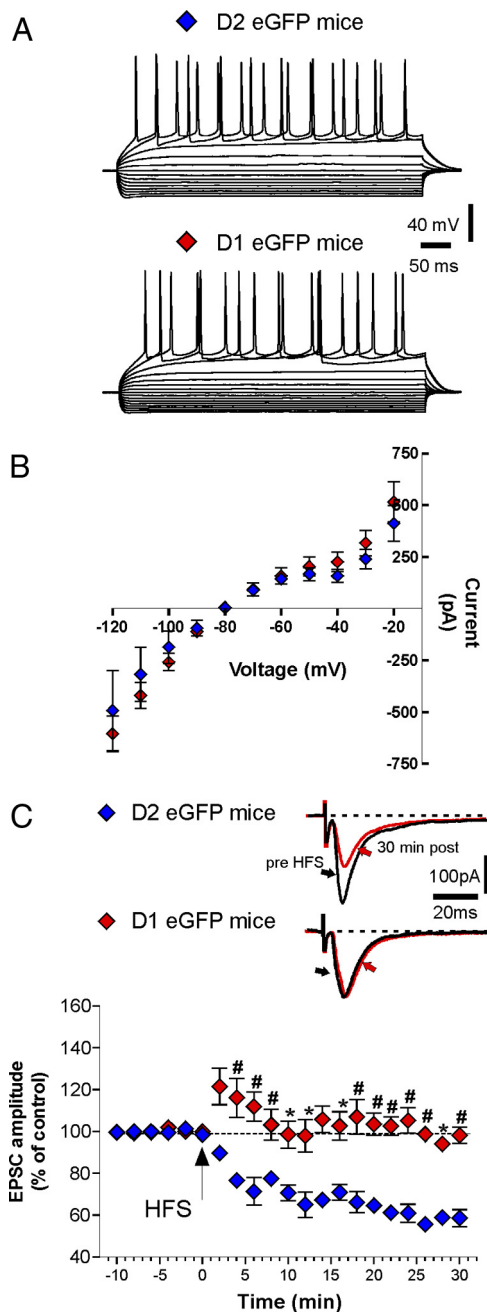 A
D2 eGFP mice
40 mV
50 ms
D1 eGFP mice
B
750
500
250
-120 -100 -80 -60 -40 -20
Voltage (mV)
Current
(pA)
-250
-500
-750
C
D2 eGFP mice
pre HFS
30 min post
100pA
20ms
D1 eGFP mice
160
140
120
100
80
60
40
EPSC amplitude
(% of control)
# # # * * * # # # # # * #
HFS
-10 -5 0 5 10 15 20 25 30
Time (min)